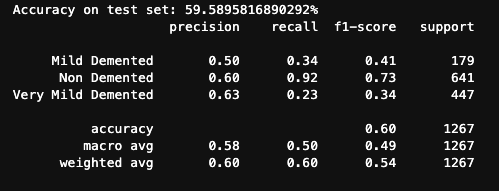 Accuracy on test set: 59.5895816890292%
precision recall f1-score support
Mild Demented 0.50 0.34 0.41 179
Non Demented 0.60 0.92 0.73 641
Very Mild Demented 0.63 0.23 0.34 447
accuracy 0.60 1267
macro avg 0.58 0.50 0.49 1267
weighted avg 0.60 0.60 0.54 1267